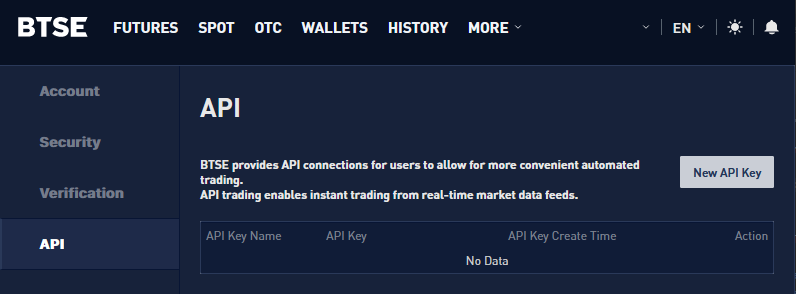 BTSE FUTURES SPOT OTC WALLETS HISTORY MORE EN
Account
Security
Verification
API
API
BTSE provides API connections for users to allow for more convenient automated
trading.
API trading enables instant trading from real-time market data feeds.
New API Key
API Key Name API Key API Key Create Time Action
No Data